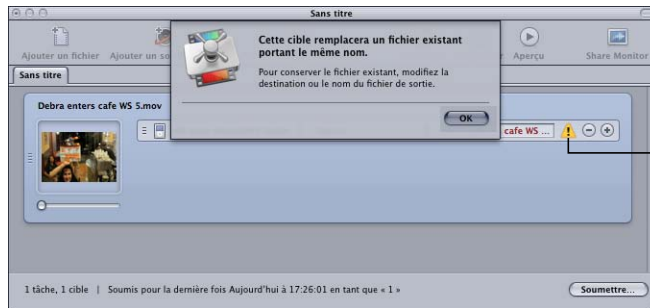 Sans titre
Cette cible remplacera un fichier existant
portant le même nom.
Pour conserver le fichier existant, modifiez la
destination ou le nom du fichier de sortie.
OK
Ajouter un fichier
Ajouter un so
Aperçu
Share Monitor
Sans titre
Debra enters cafe WS 5.mov
cafe WS ...
1 tâche, 1 cible | Soumis pour la dernière fois Aujourd'hui à 17:26:01 en tant que « 1 »
Soumettre...